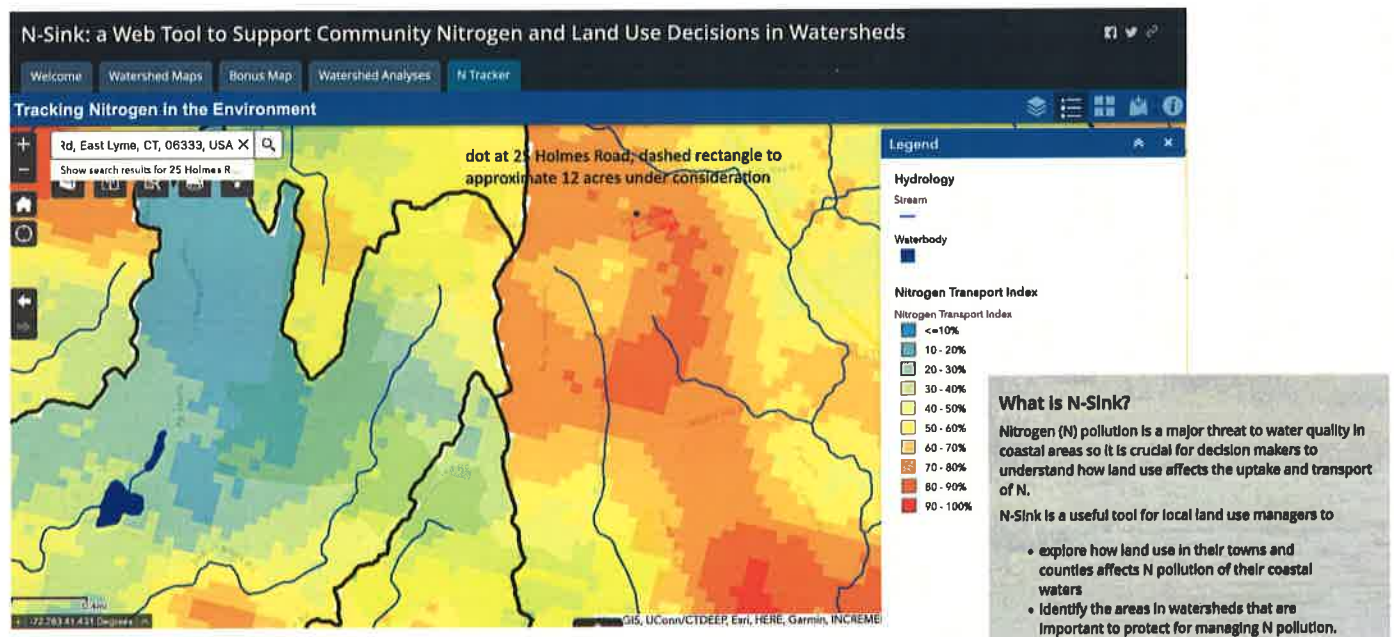 N-Sink: a Web Tool to Support Community Nitrogen and Land Use Decisions in Watersheds
Welcome
Watershed Maps
Bonus Map
Watershed Analyses
N Tracker
Tracking Nitrogen in the Environment
Rd, East Lyme, CT, 06333, USA
Show search results for 25 Holmes R...
dot at 25 Holmes Road; dashed rectangle to
approximate 12 acres under consideration
Legend
Hydrology
Stream
Waterbody
Nitrogen Transport Index
Nitrogen Transport Index
<=10%
10 - 20%
20 - 30%
30 - 40%
40 - 50%
50 - 60%
60 - 70%
70 - 80%
80 - 90%
90 - 100%
GIS, UConn/CTDEEP, Esri, HERE, Garmin, INCREME
What is N-Sink?
Nitrogen (N) pollution is a major threat to water quality in
coastal areas so it is crucial for decision makers to
understand how land use affects the uptake and transport
of N.
N-Sink is a useful tool for local land use managers to
• explore how land use in their towns and
counties affects N pollution of their coastal
waters
• identify the areas in watersheds that are
important to protect for managing N pollution.